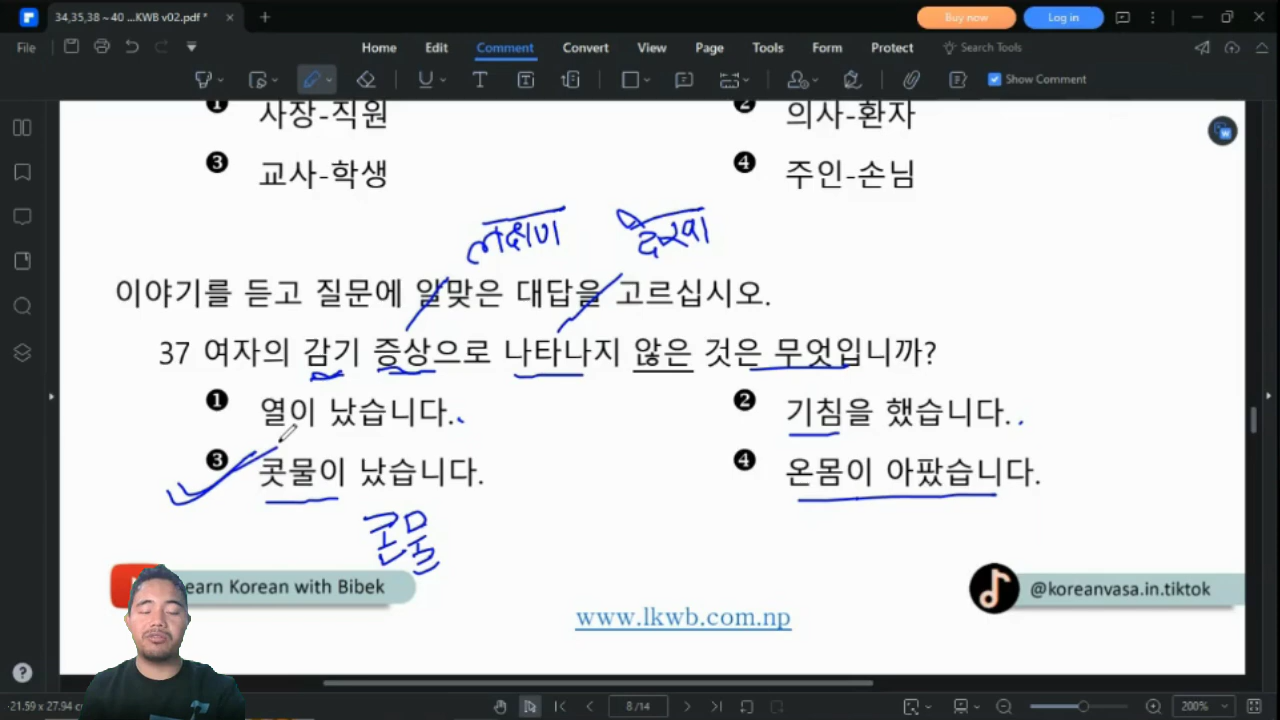 34,35,38 ~ 40 ...KWB v02.pdf *
Buy now
Log in
File
Home
Edit
Comment
Convert
View
Page
Tools
Form
Protect
Search Tools
Show Comment
❶ 사장-직원
❷ 의사-환자
❸ 교사-학생
❹ 주인-손님
लक्षण
देखा
이야기를 듣고 질문에 알맞은 대답을 고르십시오.
37 여자의 감기 증상으로 나타나지 않은 것은 무엇입니까?
❶ 열이 났습니다.
❷ 기침을 했습니다.
❸ 콧물이 났습니다.
❹ 온몸이 아팠습니다.
콘물
earn Korean with Bibek
@koreanvasa.in.tiktok
www.lkwb.com.np
21.59 x 27.94 c
8 /14
200%